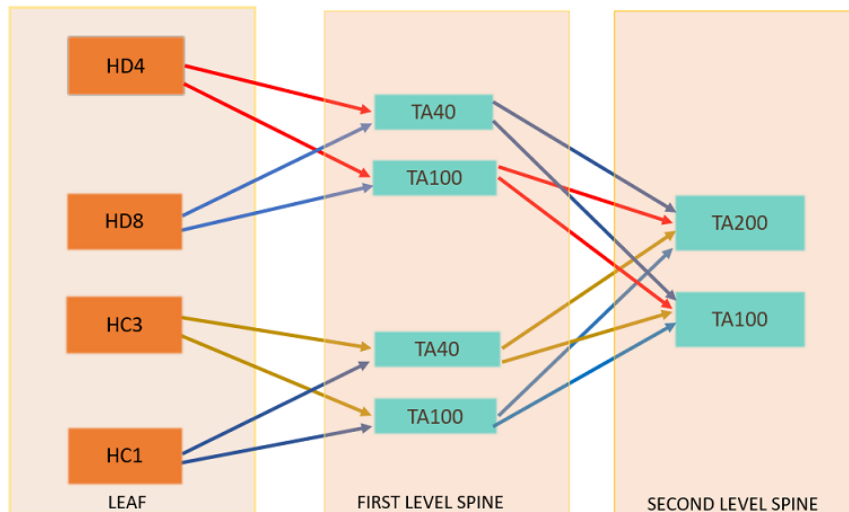 HD4
HD8
HC3
HC1
LEAF
TA40
TA100
TA40
TA100
FIRST LEVEL SPINE
TA200
TA100
SECOND LEVEL SPINE